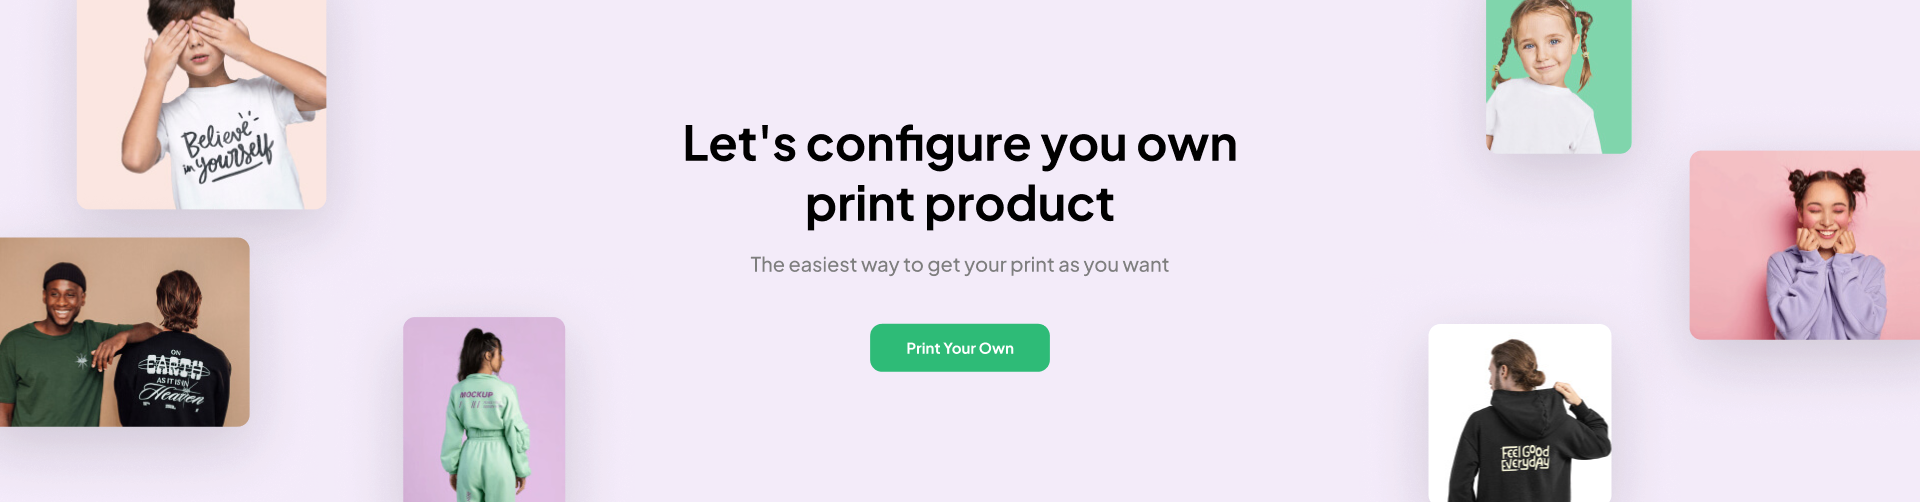 Believe
in yourself
Let's configure you own
print product
The easiest way to get your print as you want
Print Your Own
ON
EARTH
AS IT IS IN
Heaven
MOCKUP
Feel Good
Everyday